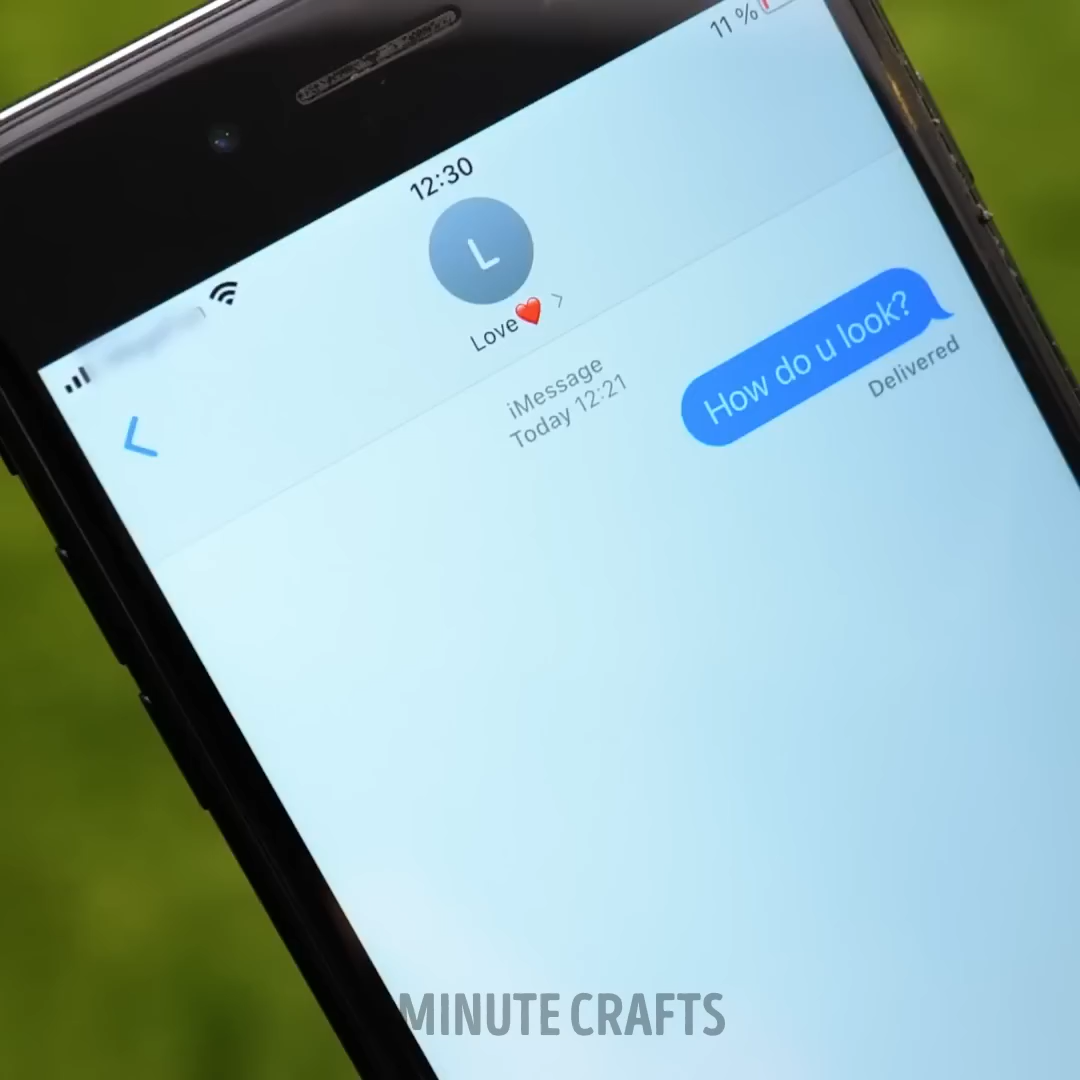 11 %
12:30
L
Love❤️
iMessage
Today 12:21
How do u look?
Delivered
MINUTE CRAFTS